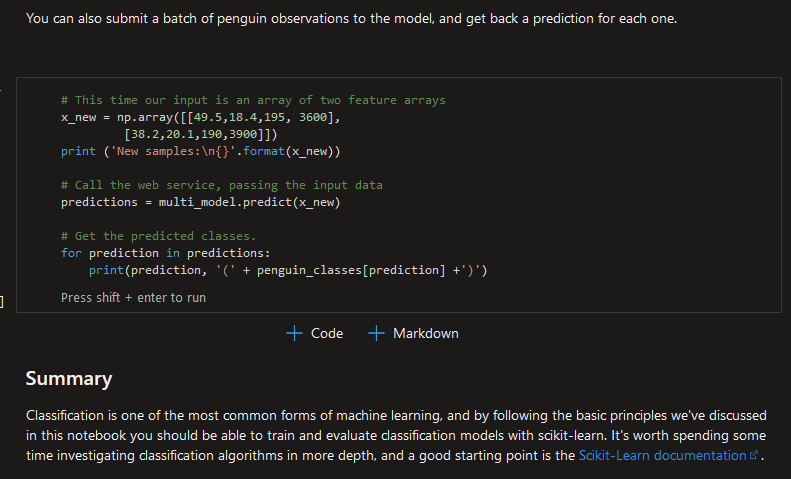 You can also submit a batch of penguin observations to the model, and get back a prediction for each one.
# This time our input is an array of two feature arrays
x_new = np.array([[49.5,18.4,195, 3600],
         [38.2,20.1,190,3900]])
print ('New samples:\n{}'.format(x_new))
# Call the web service, passing the input data
predictions = multi_model.predict(x_new)
# Get the predicted classes.
for prediction in predictions:
    print(prediction, '(' + penguin_classes[prediction] +')')
Press shift + enter to run
]
+ Code + Markdown
Summary
Classification is one of the most common forms of machine learning, and by following the basic principles we've discussed
in this notebook you should be able to train and evaluate classification models with scikit-learn. It's worth spending some
time investigating classification algorithms in more depth, and a good starting point is the Scikit-Learn documentation.